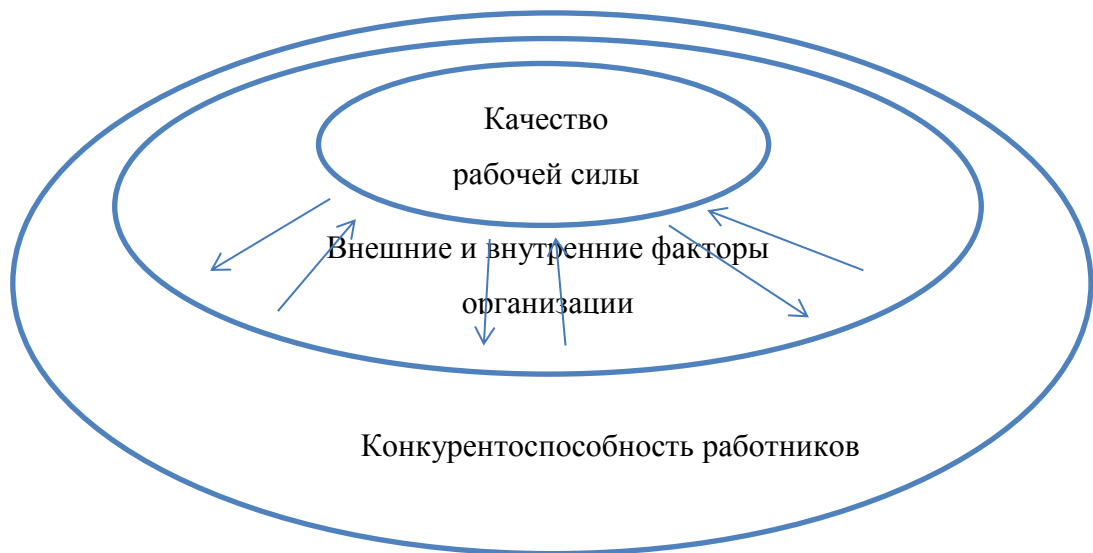 Качество
рабочей силы
Внешние и внутренние факторы
организации
Конкурентоспособность работников